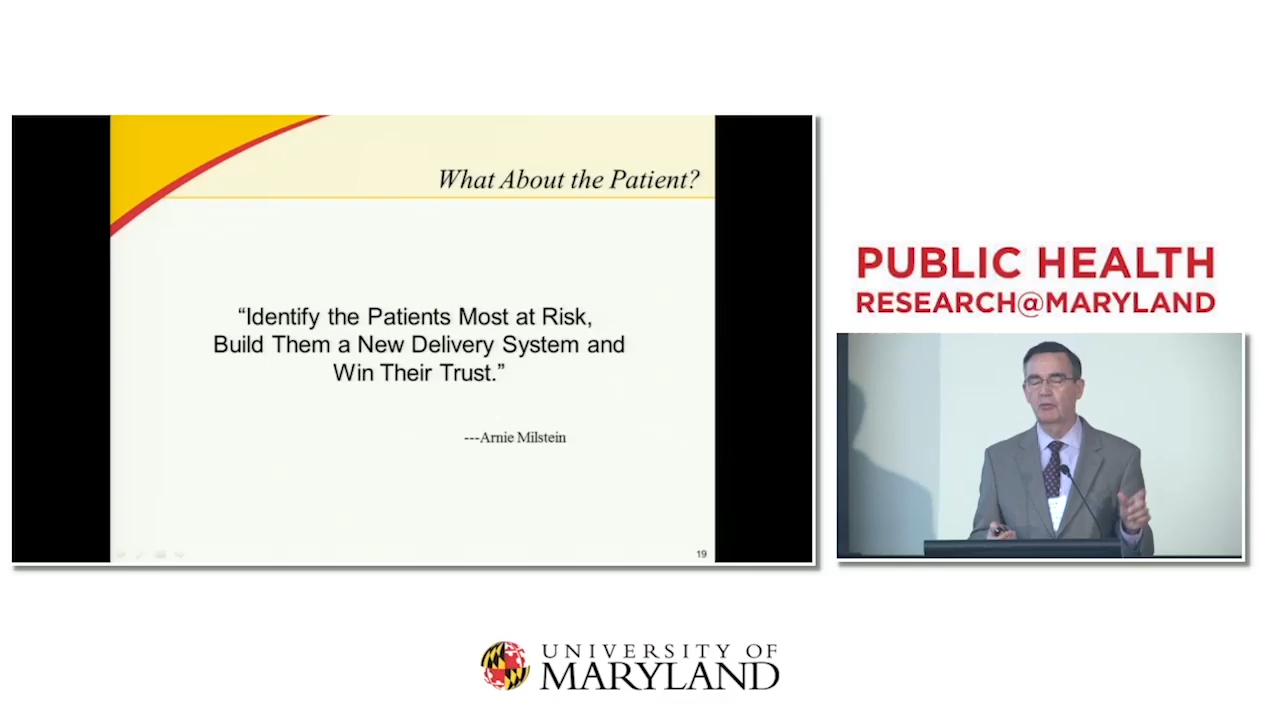 What About the Patient?
“Identify the Patients Most at Risk,
Build Them a New Delivery System and
Win Their Trust.”
---Arnie Milstein
19
PUBLIC HEALTH
RESEARCH@MARYLAND
UNIVERSITY OF
MARYLAND